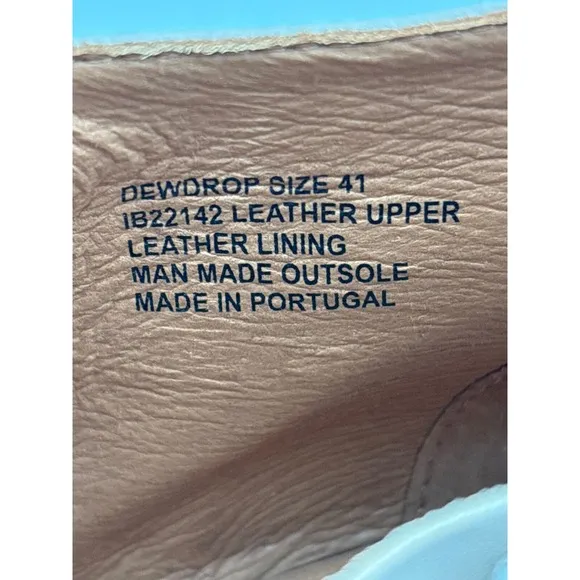 DEWDROP SIZE 41
IB22142 LEATHER UPPER
LEATHER LINING
MAN MADE OUTSOLE
MADE IN PORTUGAL